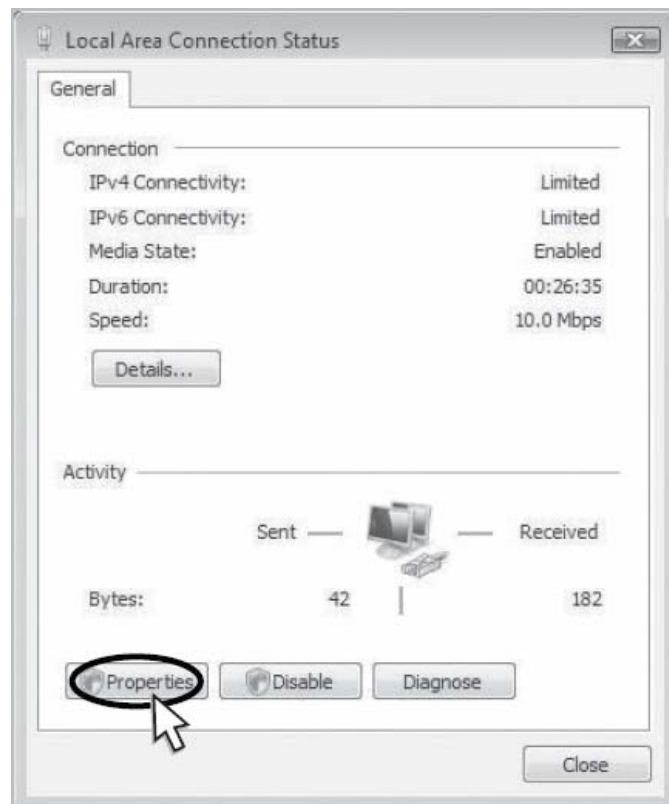 Local Area Connection Status
General
Connection
IPv4 Connectivity: Limited
IPv6 Connectivity: Limited
Media State: Enabled
Duration: 00:26:35
Speed: 10.0 Mbps
Details...
Activity
Sent Received
Bytes: 42 182
Properties Disable Diagnose
Close